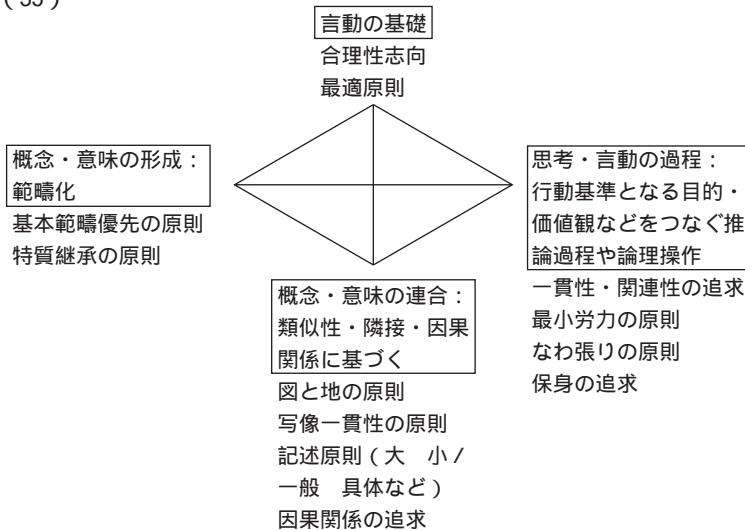 ( 35 )
言動の基礎
合理性志向
最適原則
概念・意味の形成：
範疇化
基本範疇優先の原則
特質継承の原則
思考・言動の過程：
行動基準となる目的・
価値観などをつなぐ推
論過程や論理操作
一貫性・関連性の追求
最小労力の原則
なわ張りの原則
保身の追求
概念・意味の連合：
類似性・隣接・因果
関係に基づく
図と地の原則
写像一貫性の原則
記述原則 ( 大　小 /
一般　具体など )
因果関係の追求